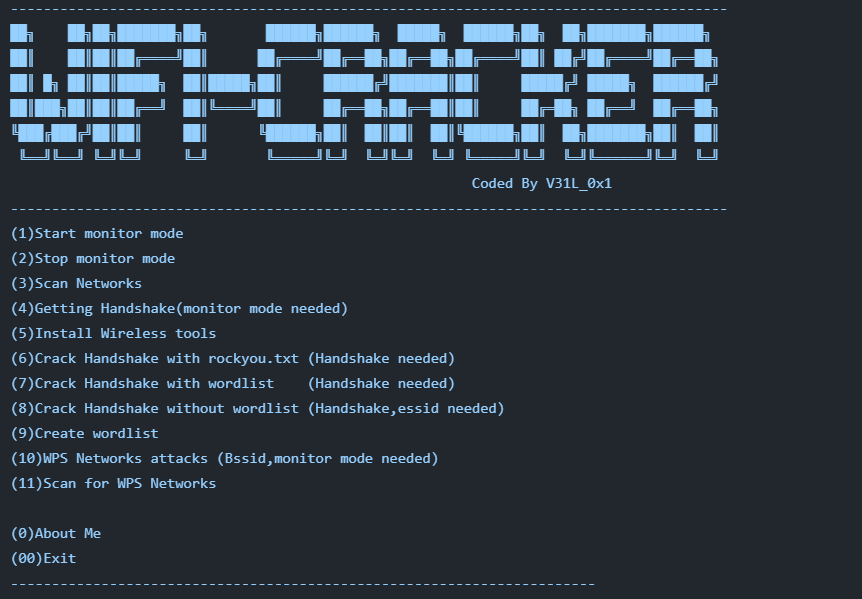 WIFI-CRACKER
Coded By V31L_0x1
(1)Start monitor mode
(2)Stop monitor mode
(3)Scan Networks
(4)Getting Handshake(monitor mode needed)
(5)Install Wireless tools
(6)Crack Handshake with rockyou.txt (Handshake needed)
(7)Crack Handshake with wordlist    (Handshake needed)
(8)Crack Handshake without wordlist (Handshake,essid needed)
(9)Create wordlist
(10)WPS Networks attacks (Bssid,monitor mode needed)
(11)Scan for WPS Networks
(0)About Me
(00)Exit